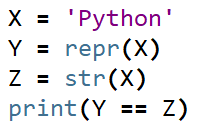 X = 'Python'
Y = repr(X)
Z = str(X)
print(Y == Z)